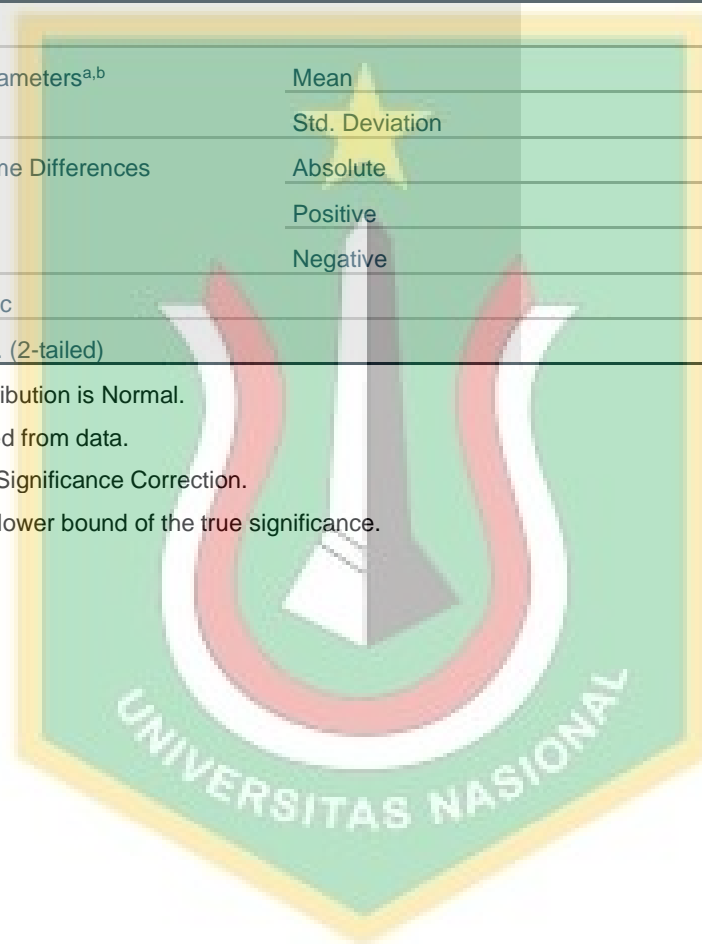 ameters a,b Mean
Std. Deviation
me Differences Absolute
Positive
Negative
c
. (2-tailed)
ibution is Normal.
d from data.
Significance Correction.
lower bound of the true significance.
UNIVERSITAS NASIONAL